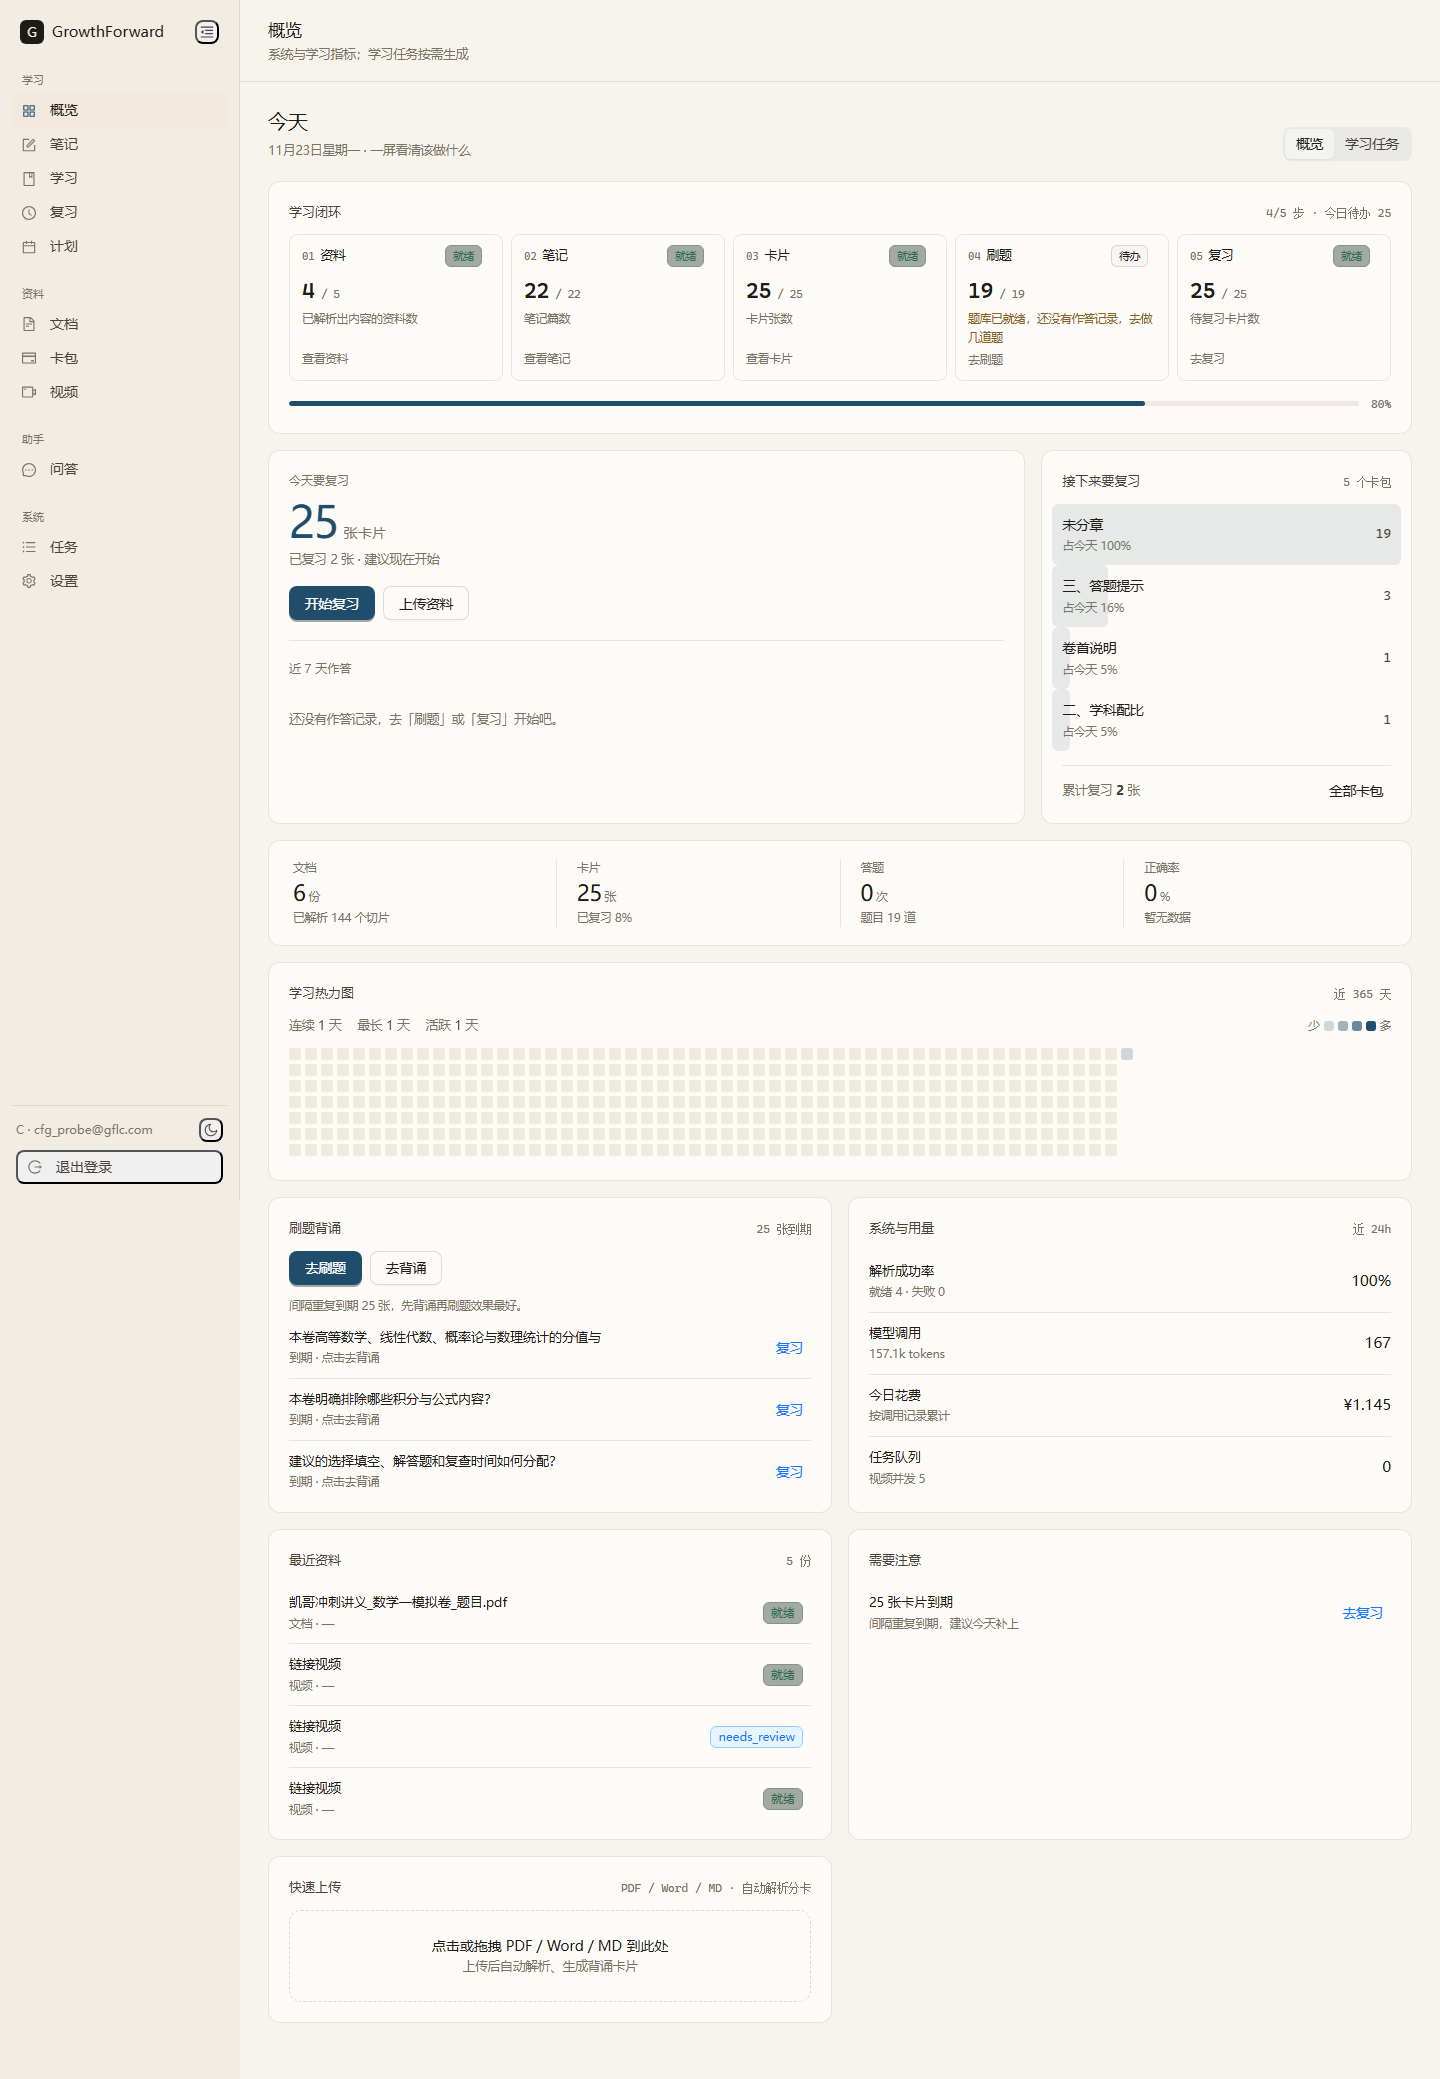 G GrowthForward
学习
概览
笔记
学习
复习
计划
资料
文档
卡包
视频
助手
问答
系统
任务
设置
C · cfg_probe@gflc.com
退出登录
概览
系统与学习指标；学习任务按需生成
今天
11月23日星期一 · 一屏看清该做什么
概览 学习任务
学习闭环
4/5 步 · 今日待办 25
01 资料 就绪
4 / 5
已解析出内容的资料数
查看资料
02 笔记 就绪
22 / 22
笔记篇数
查看笔记
03 卡片 就绪
25 / 25
卡片张数
查看卡片
04 刷题 待办
19 / 19
题库已就绪，还没有作答记录，去做
几道题
去刷题
05 复习 就绪
25 / 25
待复习卡片数
去复习
80%
今天要复习
25 张卡片
已复习 2 张 · 建议现在开始
开始复习 上传资料
近 7 天作答
还没有作答记录，去「刷题」或「复习」开始吧。
接下来要复习 5 个卡包
未分章
占今天 100%
19
三、答题提示
占今天 16%
3
卷首说明
占今天 5%
1
二、学科配比
占今天 5%
1
累计复习 2 张 全部卡包
文档
6 份
已解析 144 个切片
卡片
25 张
已复习 8%
答题
0 次
题目 19 道
正确率
0 %
暂无数据
学习热力图 近 365 天
连续 1 天 最长 1 天 活跃 1 天
少 多
刷题背诵 25 张到期
去刷题 去背诵
间隔重复到期 25 张，先背诵再刷题效果最好。
本卷高等数学、线性代数、概率论与数理统计的分值与
到期 · 点击去背诵
复习
本卷明确排除哪些积分与公式内容？
到期 · 点击去背诵
复习
建议的选择填空、解答题和复查时间如何分配？
到期 · 点击去背诵
复习
系统与用量 近 24h
解析成功率
就绪 4 · 失败 0
100%
模型调用
157.1k tokens
167
今日花费
按调用记录累计
¥1.145
任务队列
视频并发 5
0
最近资料 5 份
凯哥冲刺讲义_数学一模拟卷_题目.pdf
文档 · —
就绪
链接视频
视频 · —
就绪
链接视频
视频 · —
needs_review
链接视频
视频 · —
就绪
需要注意
25 张卡片到期
间隔重复到期，建议今天补上
去复习
快速上传 PDF / Word / MD · 自动解析分卡
点击或拖拽 PDF / Word / MD 到此处
上传后自动解析、生成背诵卡片